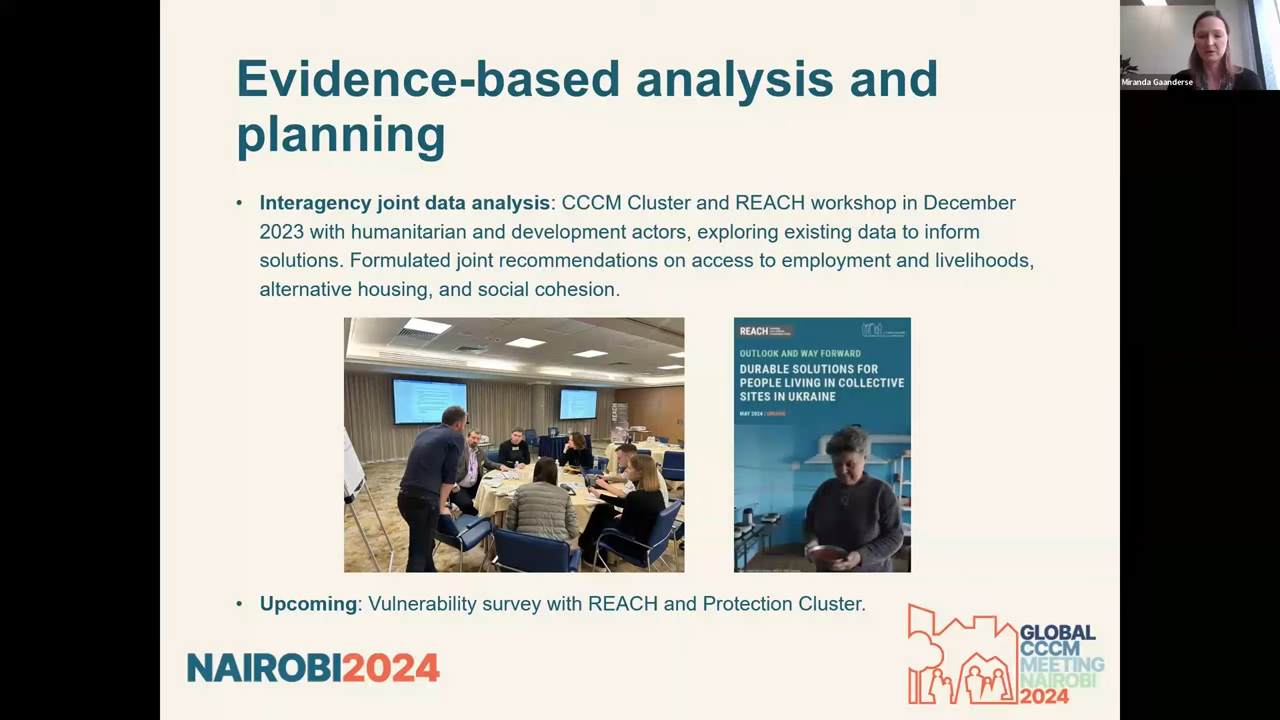 Evidence-based analysis and
planning
Miranda Gaanderse
• Interagency joint data analysis: CCCM Cluster and REACH workshop in December
2023 with humanitarian and development actors, exploring existing data to inform
solutions. Formulated joint recommendations on access to employment and livelihoods,
alternative housing, and social cohesion.
REACH
REACH
OUTLOOK AND WAY FORWARD
DURABLE SOLUTIONS FOR
PEOPLE LIVING IN COLLECTIVE
SITES IN UKRAINE
MAY 2024 / UKRAINE
• Upcoming: Vulnerability survey with REACH and Protection Cluster.
NAIROBI2024
GLOBAL
CCCM
MEETING
NAIROBI
2024